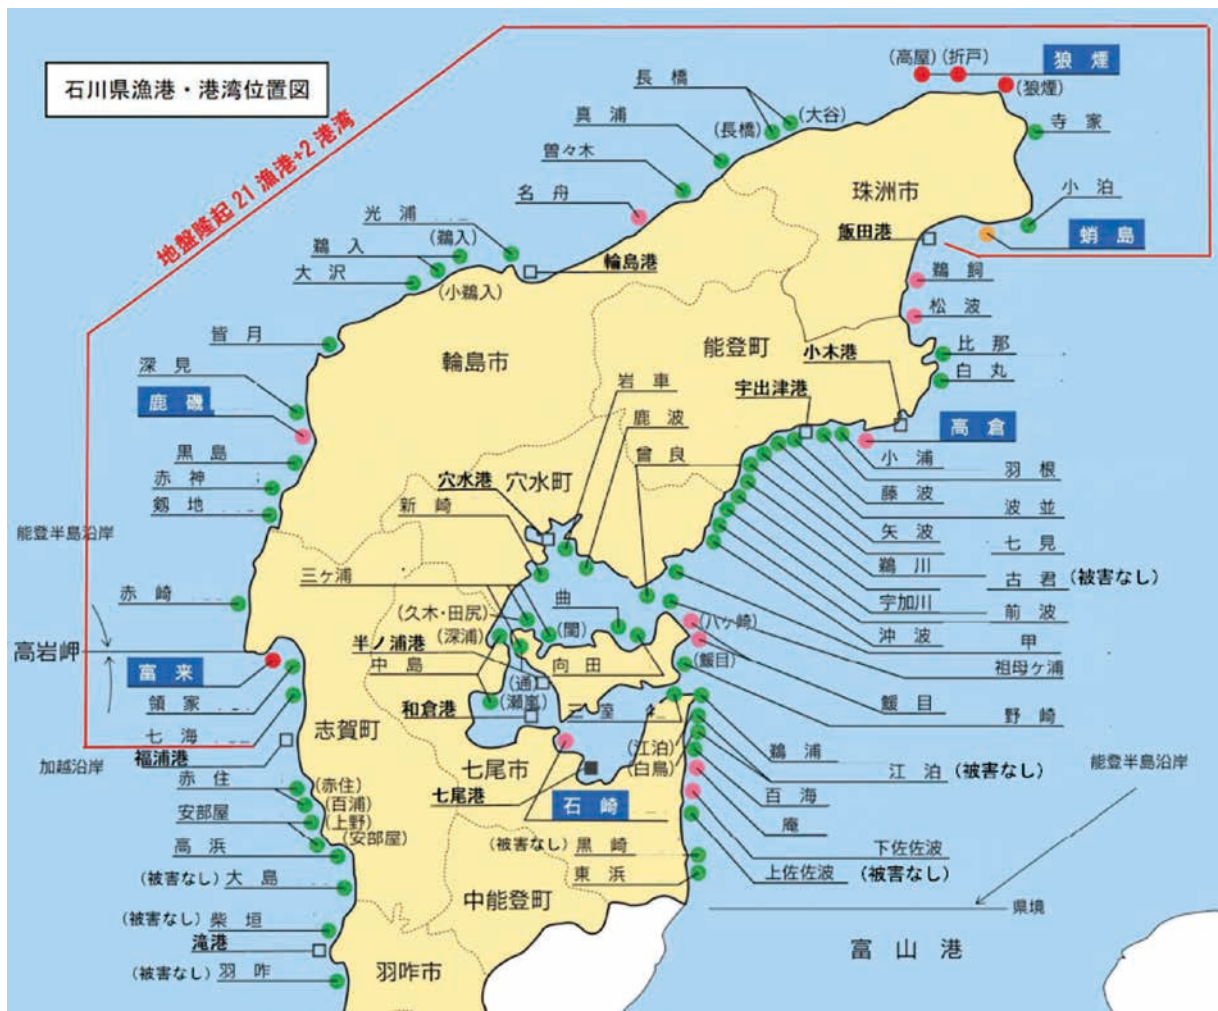 石川県漁港・港湾位置図
地盤隆起21漁港+2港湾
(高屋)
(折戸)
狼煙
(狼煙)
長橋
(大谷)
(長橋)
寺家
真浦
曽々木
珠洲市
小泊
名舟
飯田港
蛸島
光浦
(鵜入)
鵜入
輪島港
大沢
(小鵜入)
鵜飼
松波
皆月
輪島市
能登町
小木港
比那
深見
岩車
宇出津港
白丸
鹿磯
鹿波
高倉
黒島
曾良
小浦
羽根
赤神
穴水港
穴水町
藤波
波並
剱地
新崎
矢波
七見
能登半島沿岸
鵜川
古君(被害なし)
三ケ浦
宇加川
前波
赤崎
(久木・田尻)
曲
(八ヶ崎)
沖波
甲
(深浦)
(閨)
半ノ浦港
高岩岬
中島
向田
(鰀目)
祖母ヶ浦
富来
(通)
鰀目
領家
(瀬嵐)
和倉港
三室
野崎
七海
志賀町
(江泊)
鵜浦
福浦港
加越沿岸
七尾市
(白鳥)
江泊(被害なし)
能登半島沿岸
赤住
(赤住)
七尾港
百海
(百浦)
石崎
安部屋
(上野)
庵
(安部屋)
高浜
(被害なし)黒崎
下佐佐波
(被害なし)大島
東浜
上佐佐波(被害なし)
中能登町
県境
(被害なし)柴垣
滝港
富山港
(被害なし)羽咋
羽咋市